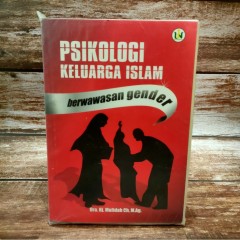 PSIKOLOGI
KELUARGA ISLAM
berwawasan gender